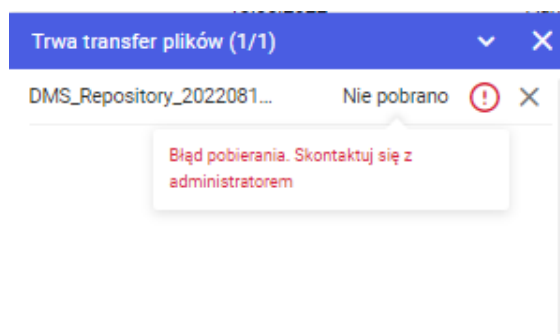 Trwa transfer plików (1/1)
DMS_Repository_2022081... Nie pobrano
Błąd pobierania. Skontaktuj się z
administratorem